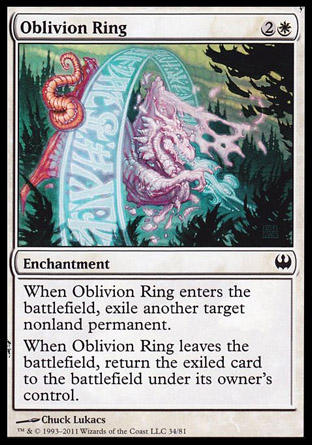 Oblivion Ring 2
Enchantment
When Oblivion Ring enters the
battlefield, exile another target
nonland permanent.
When Oblivion Ring leaves the
battlefield, return the exiled card
to the battlefield under its owner's
control.
Chuck Lukacs
™ & © 1993–2011 Wizards of the Coast LLC 34/81